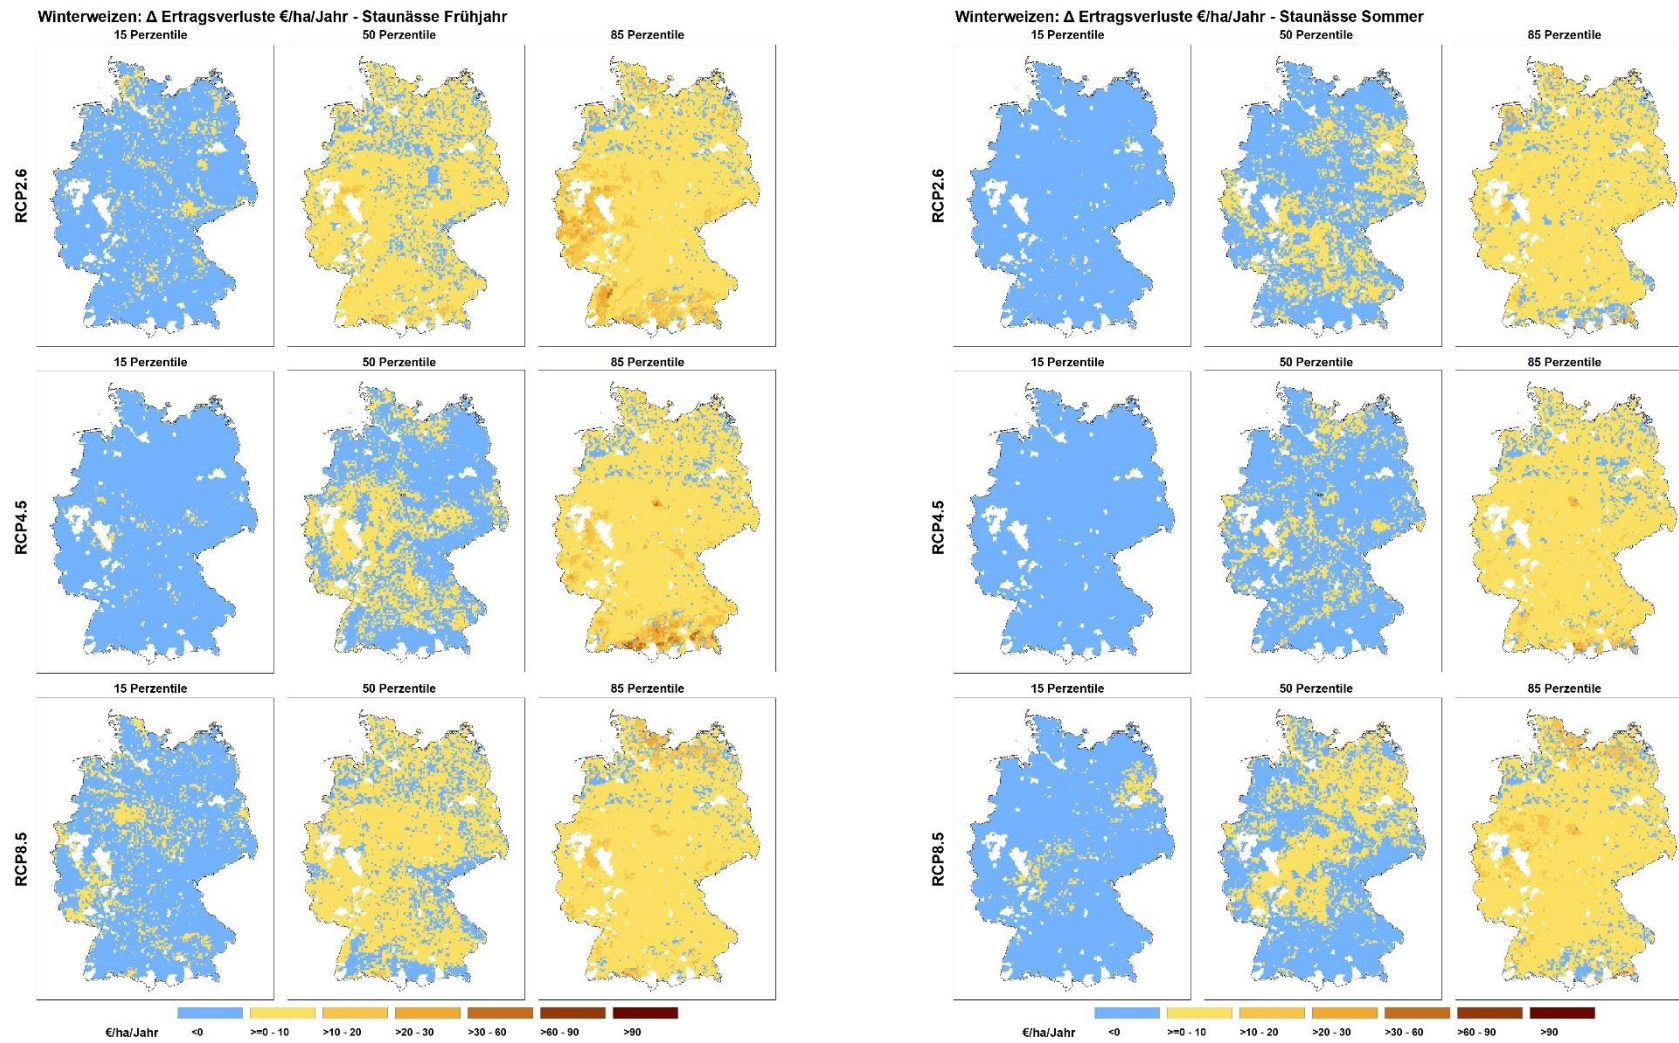 Winterweizen: Δ Ertragsverluste €/ha/Jahr - Staunässe Frühjahr
15 Perzentile
50 Perzentile
85 Perzentile
RCP2.6
15 Perzentile
50 Perzentile
85 Perzentile
RCP4.5
15 Perzentile
50 Perzentile
85 Perzentile
RCP8.5
€/ha/Jahr <0 >=0 - 10 >10 - 20 >20 - 30 >30 - 60 >60 - 90 >90
Winterweizen: Δ Ertragsverluste €/ha/Jahr - Staunässe Sommer
15 Perzentile
50 Perzentile
85 Perzentile
RCP2.6
15 Perzentile
50 Perzentile
85 Perzentile
RCP4.5
15 Perzentile
50 Perzentile
85 Perzentile
RCP8.5
€/ha/Jahr <0 >=0 - 10 >10 - 20 >20 - 30 >30 - 60 >60 - 90 >90